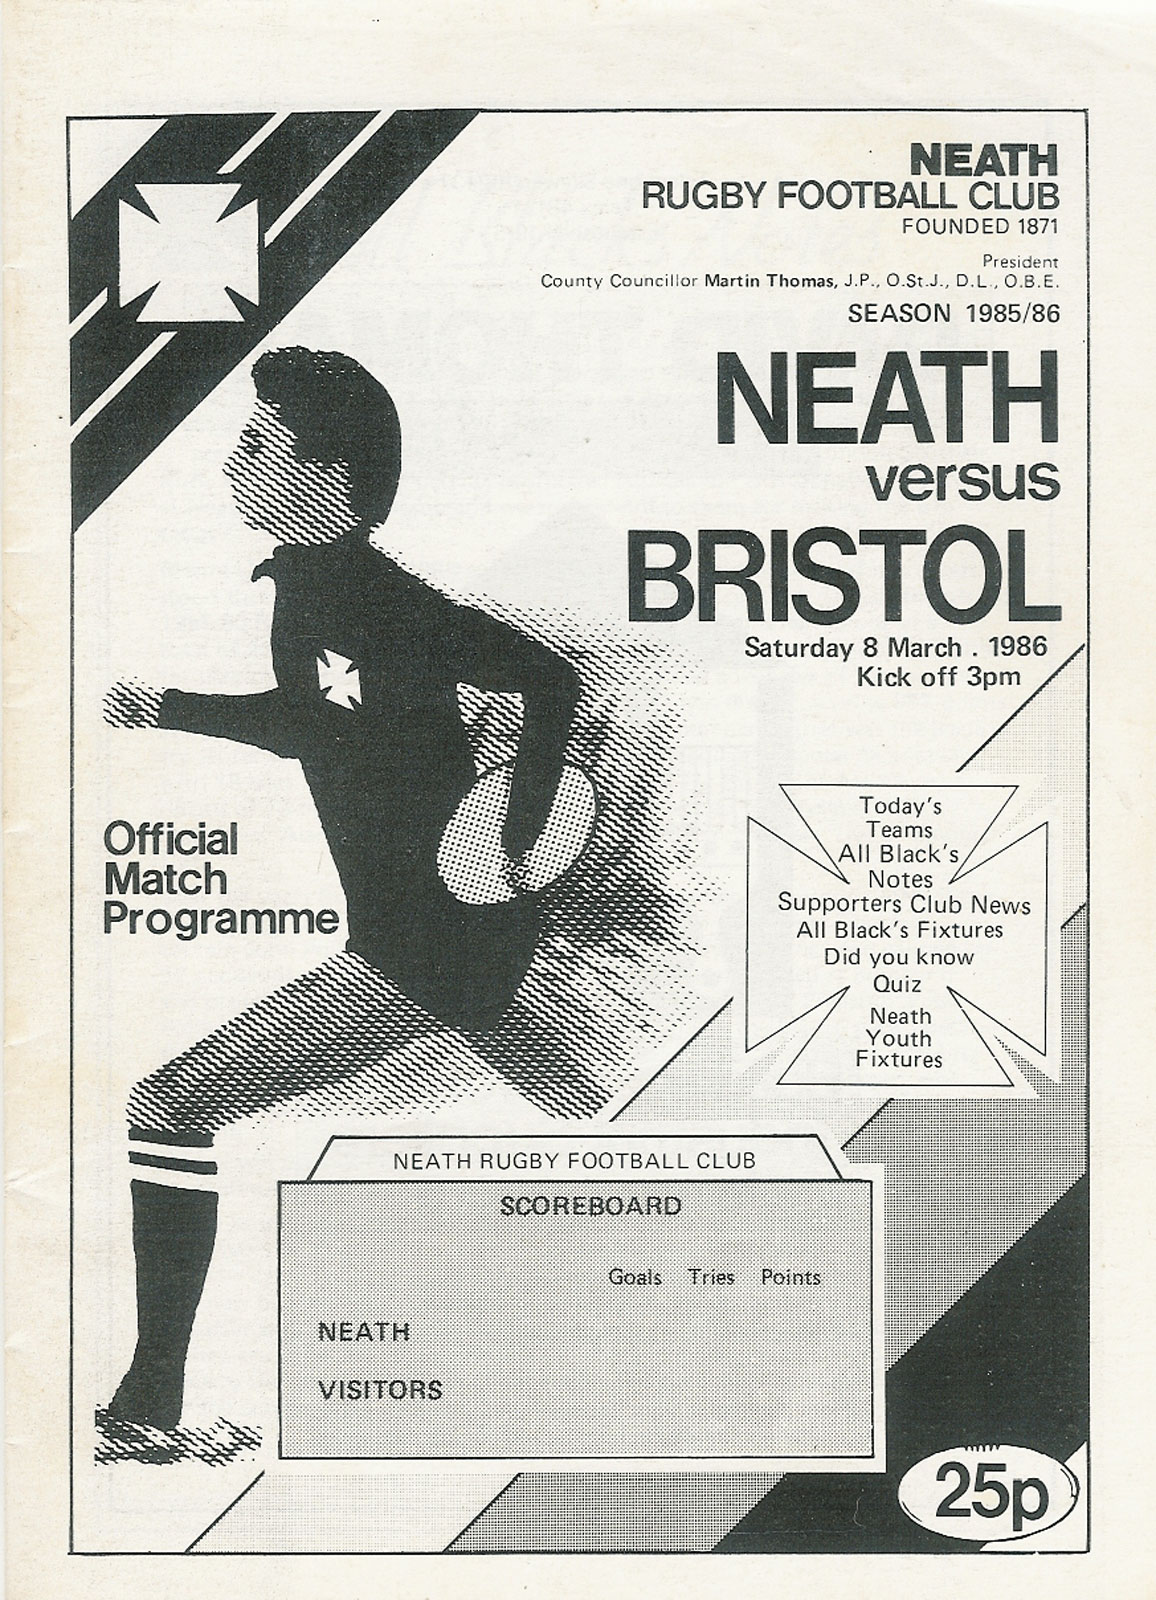 NEATH
RUGBY FOOTBALL CLUB
FOUNDED 1871
President
County Councillor Martin Thomas, J.P., O.St.J., D.L., O.B.E.
SEASON 1985/86
NEATH
versus
BRISTOL
Saturday 8 March . 1986
Kick off 3pm
Official
Match
Programme
Today's
Teams
All Black's
Notes
Supporters Club News
All Black's Fixtures
Did you know
Quiz
Neath
Youth
Fixtures
NEATH RUGBY FOOTBALL CLUB
SCOREBOARD
Goals Tries Points
NEATH
VISITORS
25p